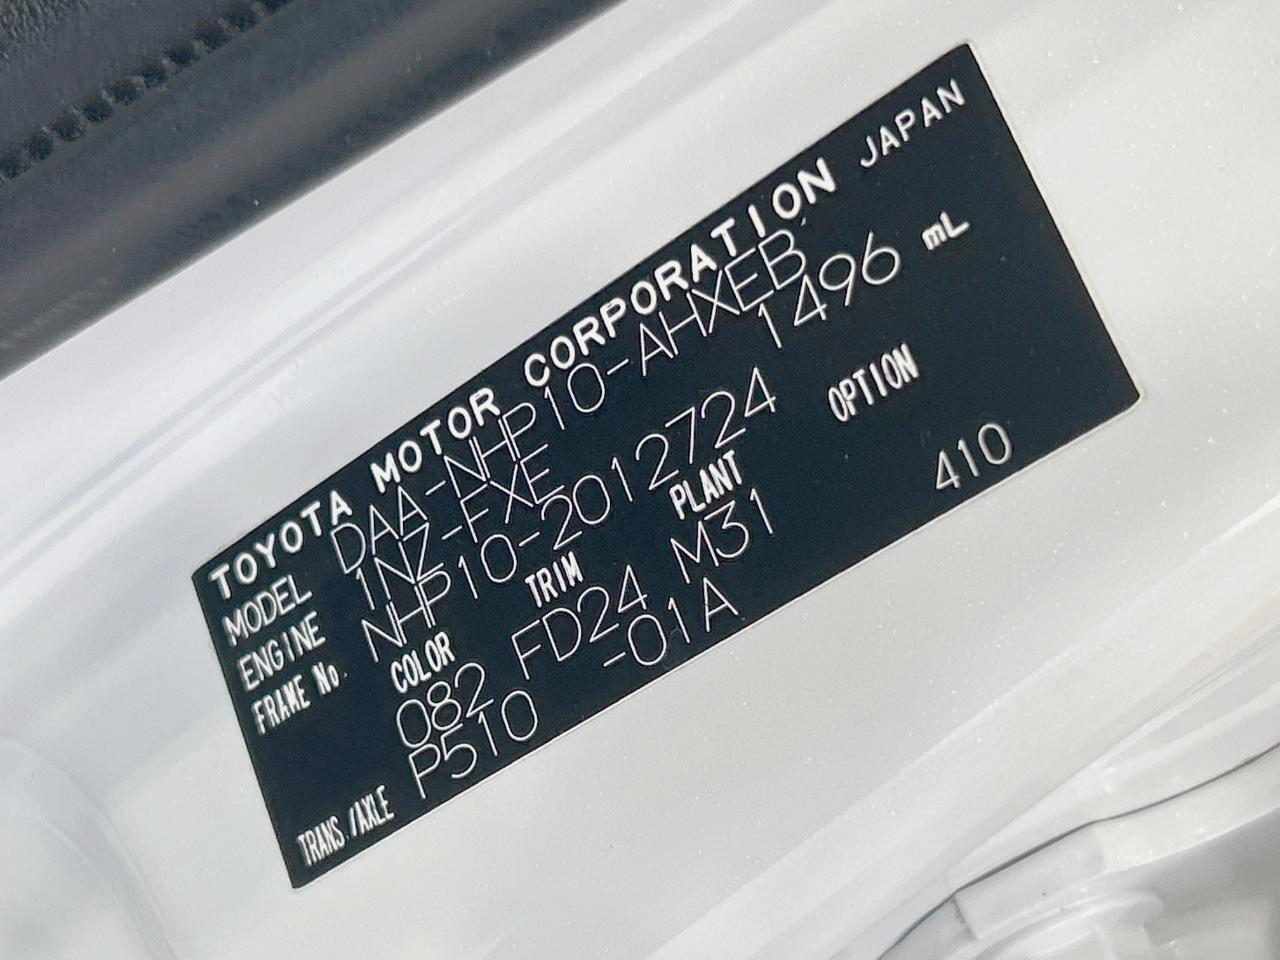 TOYOTA MOTOR CORPORATION JAPAN
MODEL DAA-NHP10-AHXEB
ENGINE 1NZ-FXE 1496 mL
FRAME No. NHP10-2012724
COLOR TRIM PLANT OPTION
082 FD24 M31 410
TRANS./AXLE P510 -01A